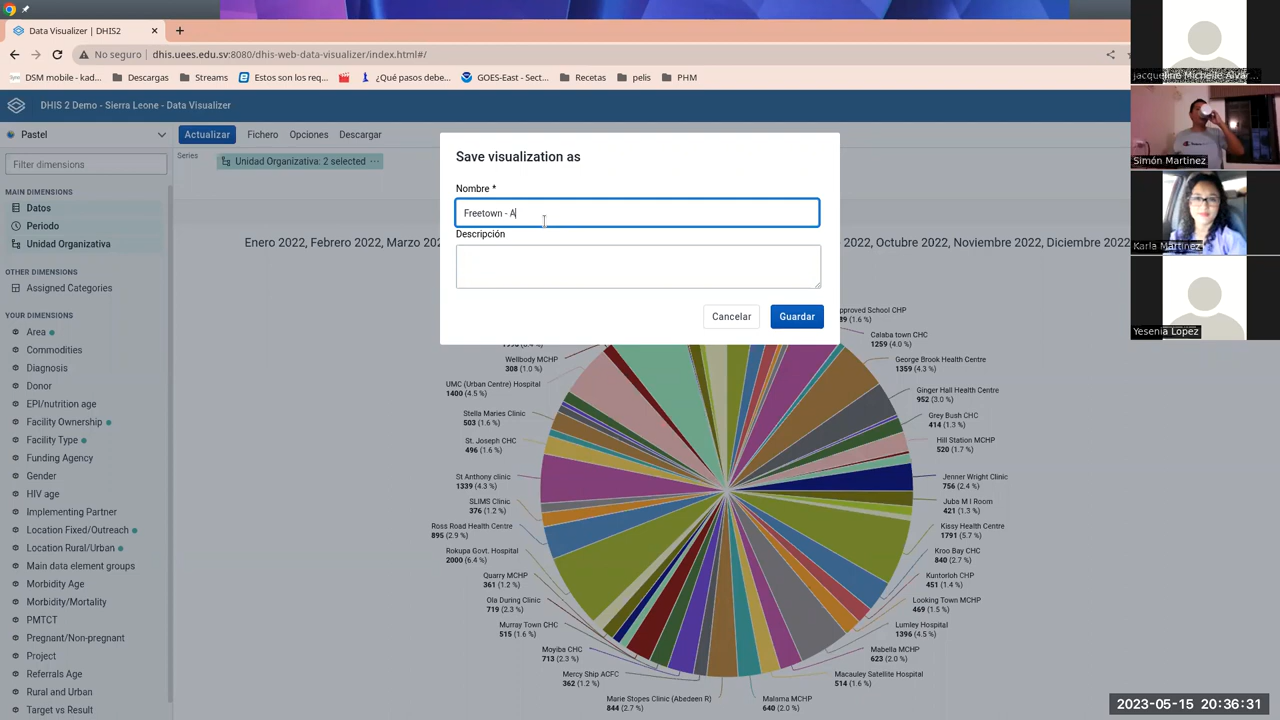 Data Visualizer | DHIS2
No seguro
dhis.uees.edu.sv:8080/dhis-web-data-visualizer/index.html#/
DSM mobile - kad...
Descargas
Streams
Estos son los req...
¿Qué pasos debe...
GOES-East - Sect...
Recetas
pelis
PHM
DHIS 2 Demo - Sierra Leone - Data Visualizer
Pastel
Actualizar
Fichero
Opciones
Descargar
Filter dimensions
Series
Unidad Organizativa: 2 selected
MAIN DIMENSIONS
Datos
Periodo
Unidad Organizativa
OTHER DIMENSIONS
Assigned Categories
YOUR DIMENSIONS
Area
Commodities
Diagnosis
Donor
EPI/nutrition age
Facility Ownership
Facility Type
Funding Agency
Gender
HIV age
Implementing Partner
Location Fixed/Outreach
Location Rural/Urban
Main data element groups
Morbidity Age
Morbidity/Mortality
PMTCT
Pregnant/Non-pregnant
Project
Referrals Age
Rural and Urban
Target vs Result
Save visualization as
Nombre *
Freetown - A
Descripción
Cancelar
Guardar
Enero 2022, Febrero 2022, Marzo 202
2022, Octubre 2022, Noviembre 2022, Diciembre 202
pproved School CHP
(1.6 %)
Calaba town CHC
1259 (4.0 %)
George Brook Health Centre
1359 (4.3 %)
Ginger Hall Health Centre
952 (3.0 %)
Grey Bush CHC
414 (1.3 %)
Hill Station MCHP
520 (1.7 %)
Jenner Wright Clinic
756 (2.4 %)
Juba M I Room
421 (1.3 %)
Kissy Health Centre
1791 (5.7 %)
Kroo Bay CHC
840 (2.7 %)
Kuntorloh CHP
451 (1.4 %)
Looking Town MCHP
469 (1.5 %)
Lumley Hospital
1396 (4.5 %)
Mabella MCHP
623 (2.0 %)
Macauley Satellite Hospital
514 (1.6 %)
Malama MCHP
640 (2.0 %)
Marie Stopes Clinic (Abedeen R)
844 (2.7 %)
Mercy Ship ACFC
362 (1.2 %)
Moyiba CHC
713 (2.3 %)
Murray Town CHC
515 (1.6 %)
Ola During Clinic
719 (2.3 %)
Quarry MCHP
361 (1.2 %)
Rokupa Govt. Hospital
2000 (6.4 %)
Ross Road Health Centre
895 (2.9 %)
SLIMS Clinic
376 (1.2 %)
St Anthony clinic
1339 (4.3 %)
St. Joseph CHC
496 (1.6 %)
Stella Maries Clinic
503 (1.6 %)
UMC (Urban Centre) Hospital
1400 (4.5 %)
Wellbody MCHP
308 (1.0 %)
jacqueline Michelle Alvar...
Simón Martinez
Karla Martinez
Yesenia Lopez
2023-05-15 20:36:31